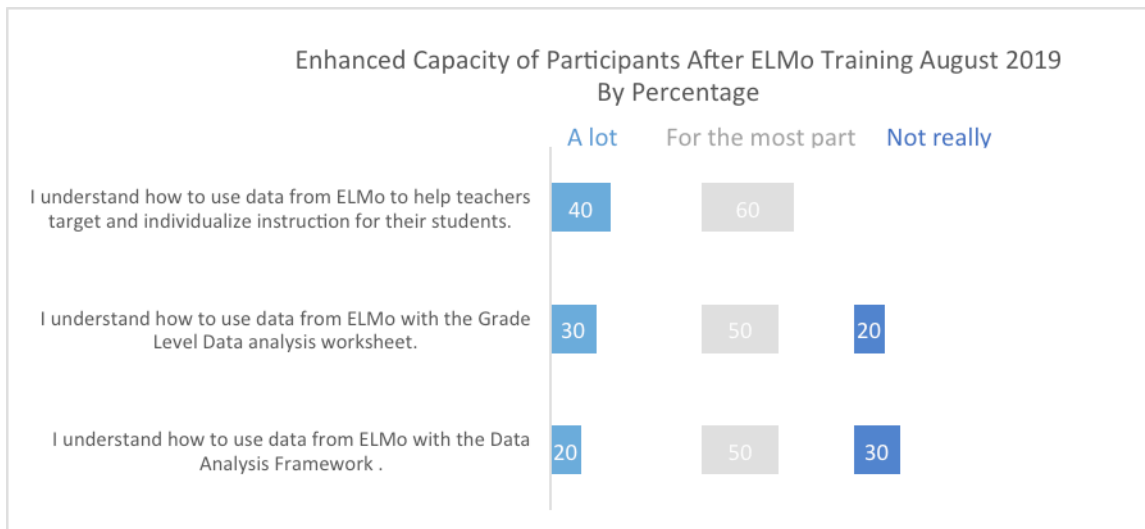 Enhanced Capacity of Participants After ELMo Training August 2019
By Percentage
A lot For the most part Not really
I understand how to use data from ELMo to help teachers
target and individualize instruction for their students.
40 60
I understand how to use data from ELMo with the Grade
Level Data analysis worksheet.
30 50 20
I understand how to use data from ELMo with the Data
Analysis Framework .
20 50 30